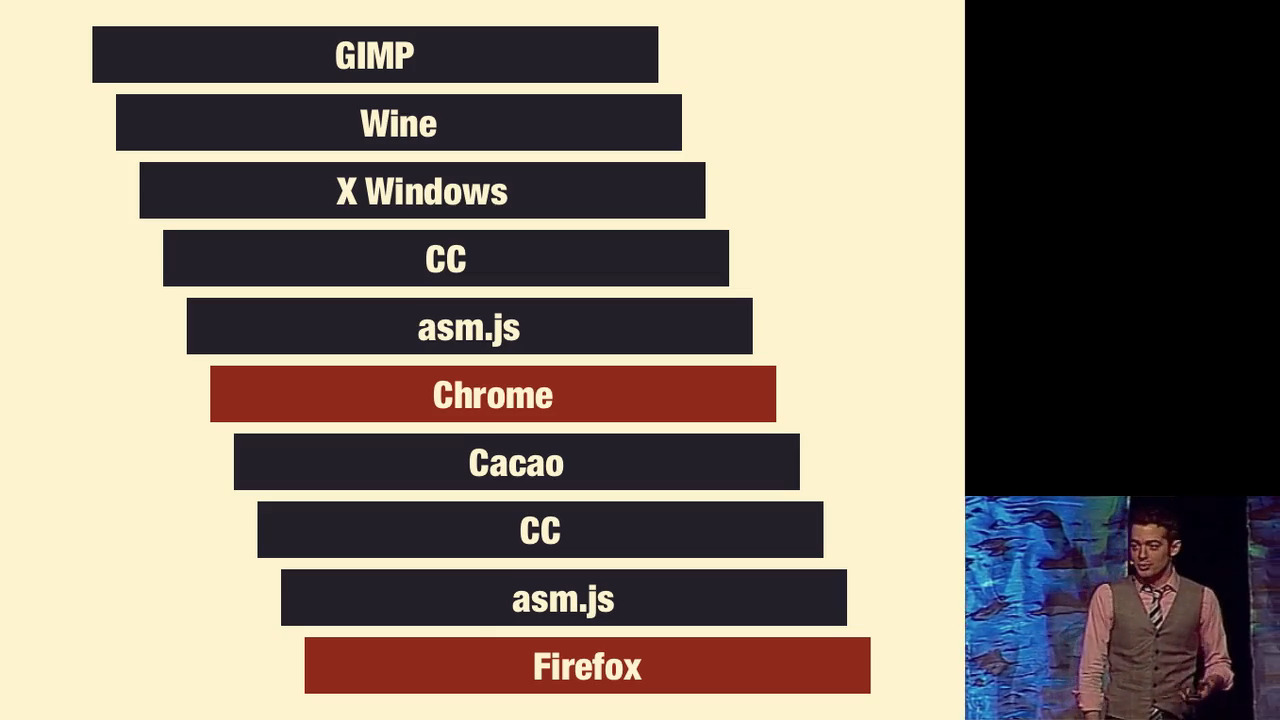 GIMP
Wine
X Windows
CC
asm.js
Chrome
Cacao
CC
asm.js
Firefox